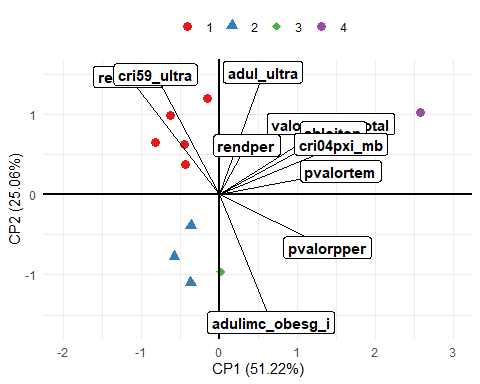 1 2 3 4
adul_ultra
cri59_ultra
rendper
cri04pxi_mb
pvalortem
pvalorpper
adulimc_obesg_i
1
0
-1
-2 -1 0 1 2 3
CP1 (51.22%)
CP2 (25.06%)